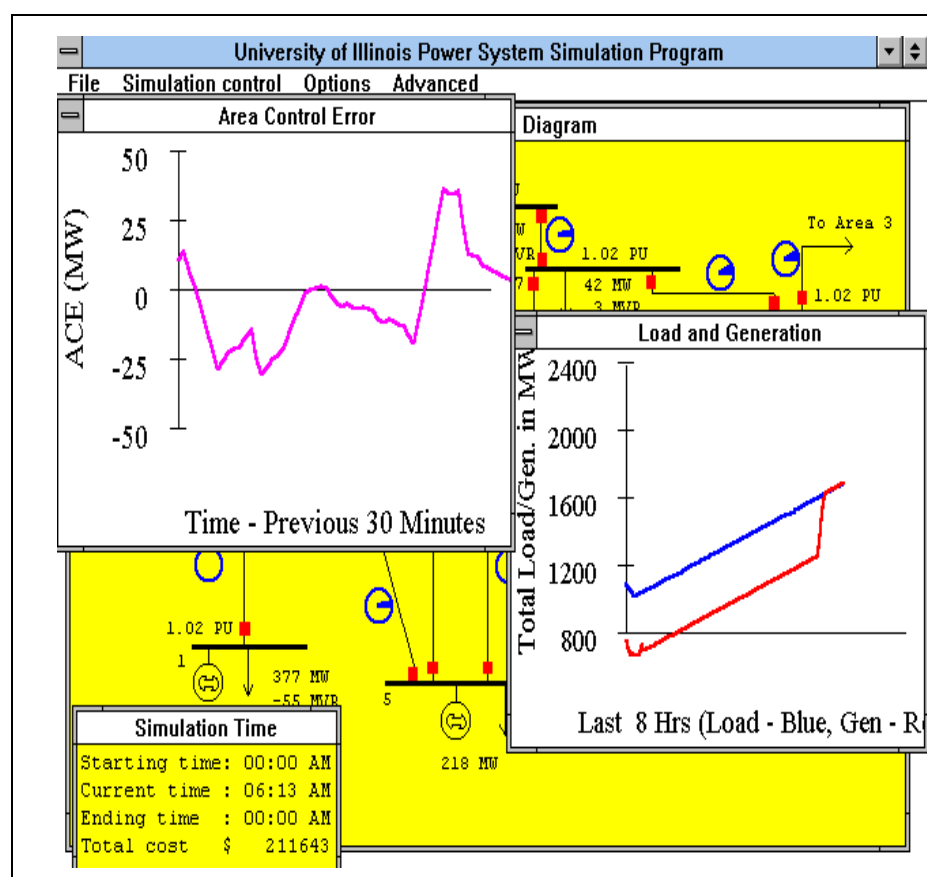 University of Illinois Power System Simulation Program
File Simulation control Options Advanced
Area Control Error
50
25
0
-25
-50
ACE (MW)
Time - Previous 30 Minutes
Diagram
To Area 3
1.02 PU
42 MW
3 MVR
1.02 PU
Load and Generation
2400
2000
1600
1200
800
Total Load/Gen. in MW
Last 8 Hrs (Load - Blue, Gen - R
1.02 PU
1
377 MW
-55 MVR
5
218 MW
Simulation Time
Starting time: 00:00 AM
Current time : 06:13 AM
Ending time : 00:00 AM
Total cost $ 211643